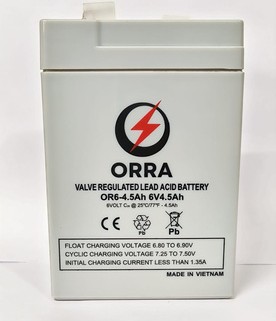 ORRA
VALVE REGULATED LEAD ACID BATTERY
OR6-4.5Ah 6V4.5Ah
6VOLT C₂₀ @ 25°C/77°F - 4.5Ah
CE Pb Pb
FLOAT CHARGING VOLTAGE 6.80 TO 6.90V
CYCLIC CHARGING VOLTAGE 7.25 TO 7.50V
INITIAL CHARGING CURRENT LESS THAN 1.35A
MADE IN VIETNAM